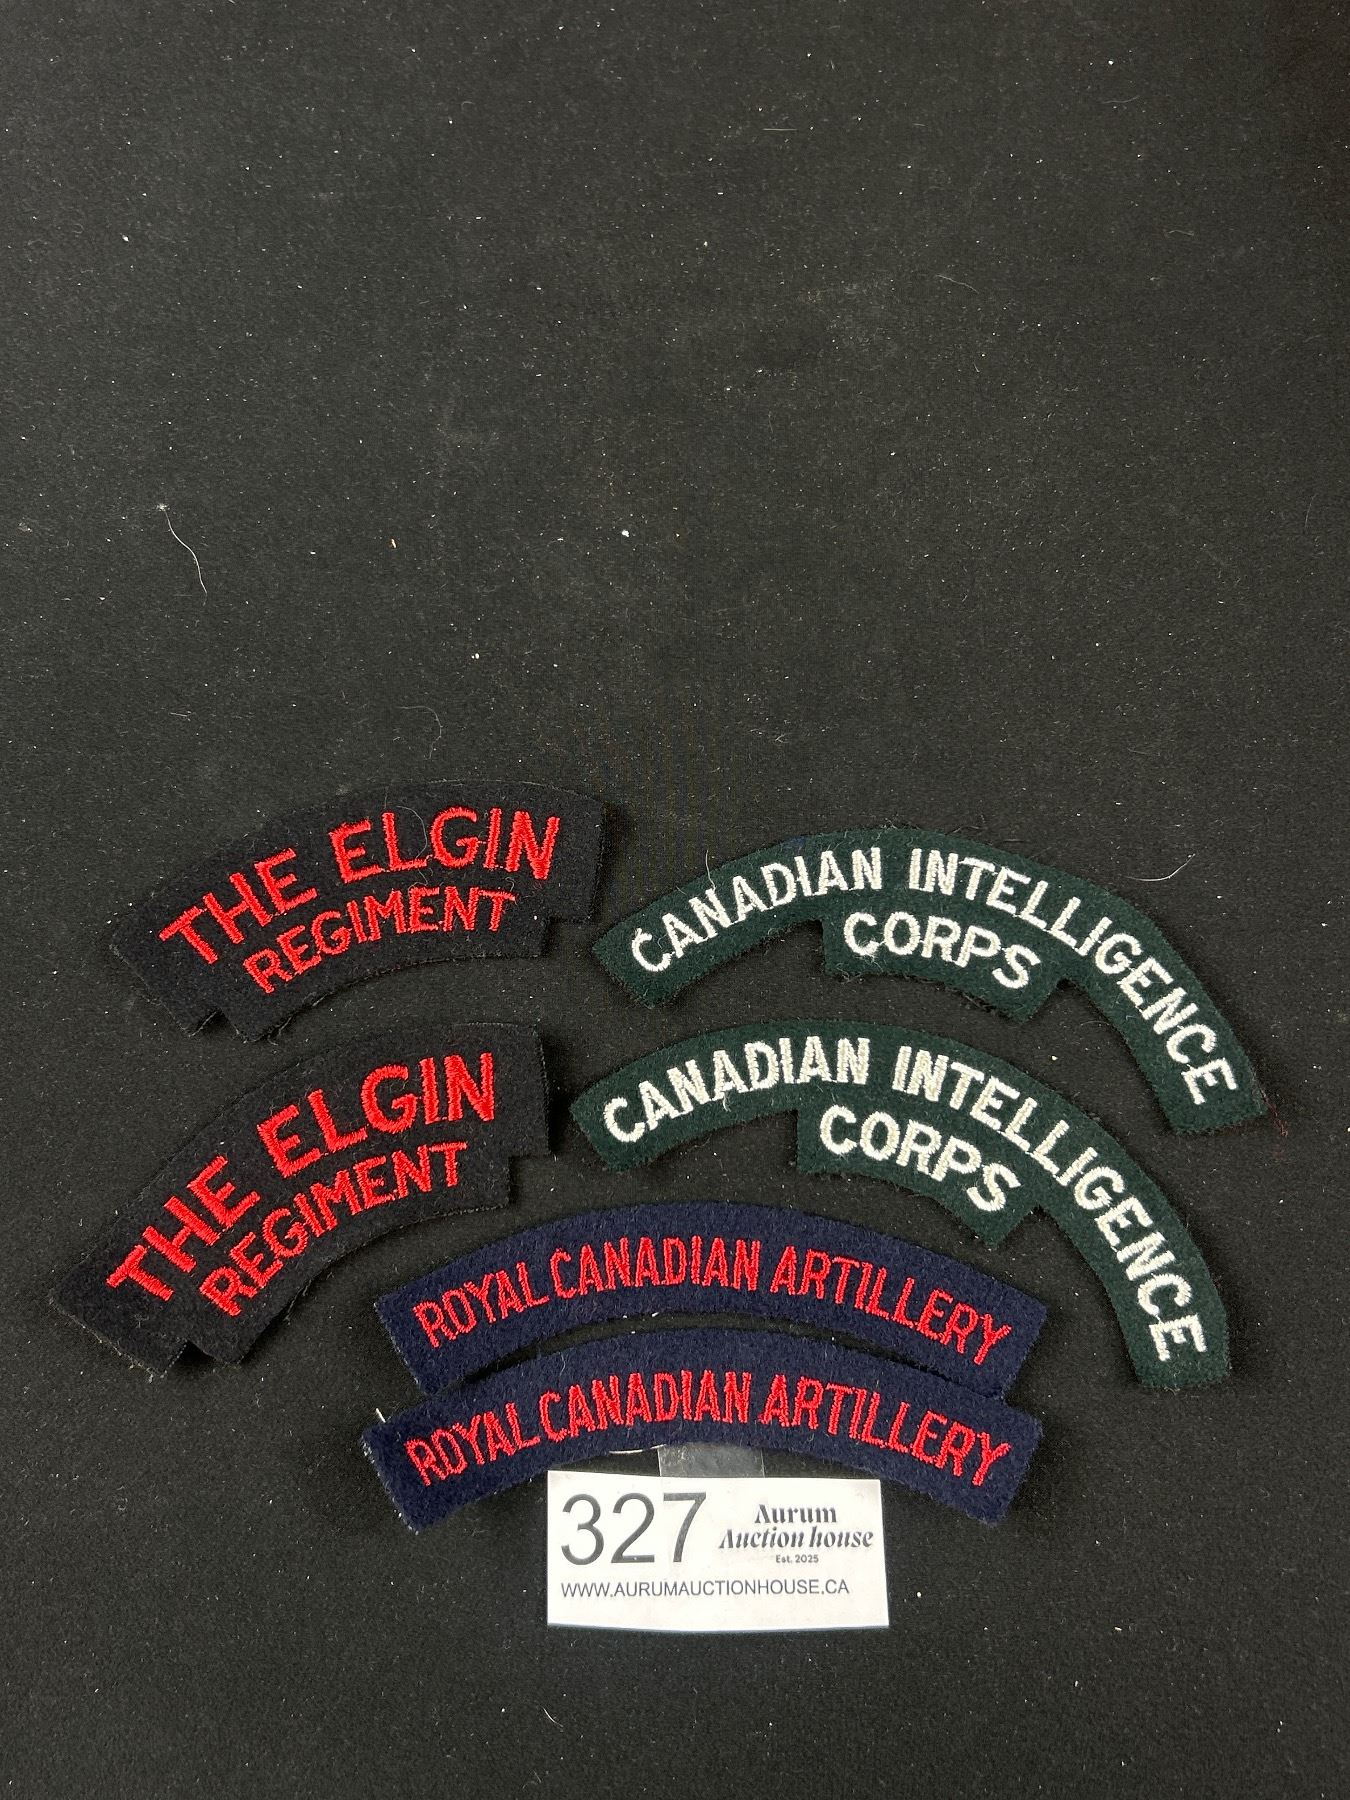 THE ELGIN
REGIMENT
CANADIAN INTELLIGENCE
CORPS
THE ELGIN
REGIMENT
CANADIAN INTELLIGENCE
CORPS
ROYAL CANADIAN ARTILLERY
ROYAL CANADIAN ARTILLERY
327
Aurum
Auction house
Est. 2025
WWW.AURUMAUCTIONHOUSE.CA